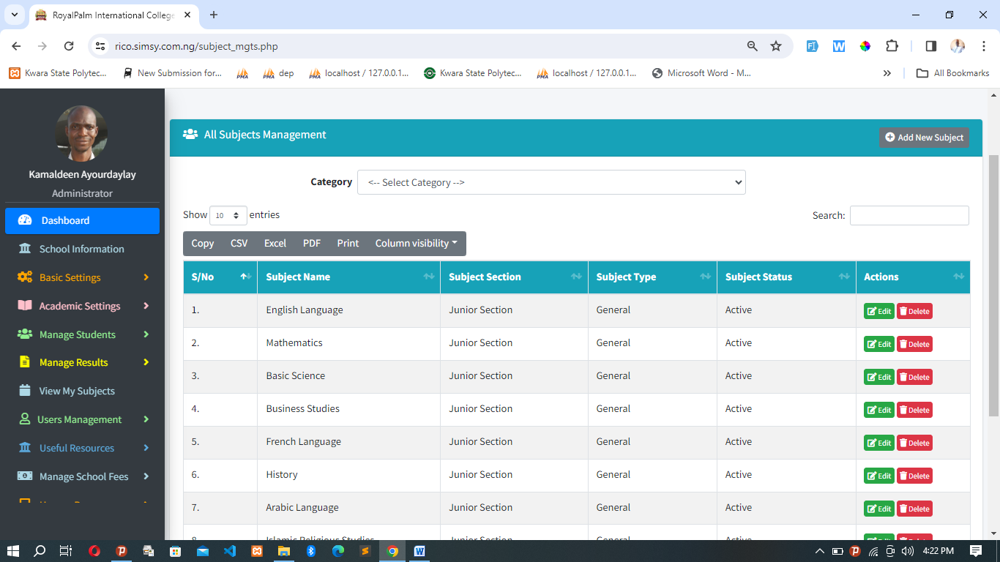 RoyalPalm International College
rico.simsy.com.ng/subject_mgts.php
Kwara State Polytec...
New Submission for...
dep
localhost / 127.0.0.1...
Kwara State Polytec...
localhost / 127.0.0.1...
Microsoft Word - M...
All Bookmarks
Kamaldeen Ayourdaylay
Administrator
Dashboard
School Information
Basic Settings
Academic Settings
Manage Students
Manage Results
View My Subjects
Users Management
Useful Resources
Manage School Fees
All Subjects Management
Add New Subject
Category <-- Select Category -->
Show 10 entries
Search:
Copy CSV Excel PDF Print Column visibility
S/No Subject Name Subject Section Subject Type Subject Status Actions
1. English Language Junior Section General Active Edit Delete
2. Mathematics Junior Section General Active Edit Delete
3. Basic Science Junior Section General Active Edit Delete
4. Business Studies Junior Section General Active Edit Delete
5. French Language Junior Section General Active Edit Delete
6. History Junior Section General Active Edit Delete
7. Arabic Language Junior Section General Active Edit Delete
8. Islamic Religious Studies Junior Section General Active Edit Delete
4:22 PM